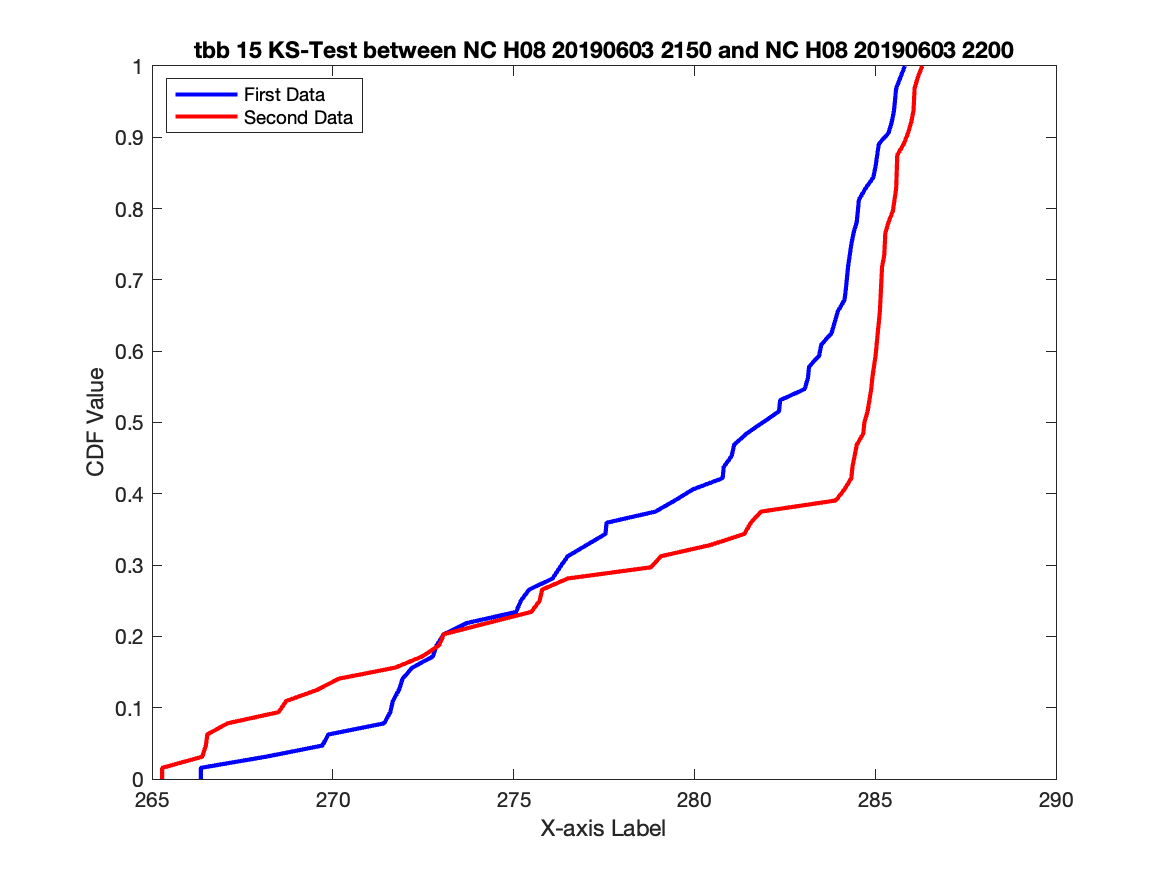 tbb 15 KS-Test between NC H08 20190603 2150 and NC H08 20190603 2200
First Data
Second Data
1
0.9
0.8
0.7
0.6
0.5
0.4
0.3
0.2
0.1
0
CDF Value
265 270 275 280 285 290
X-axis Label